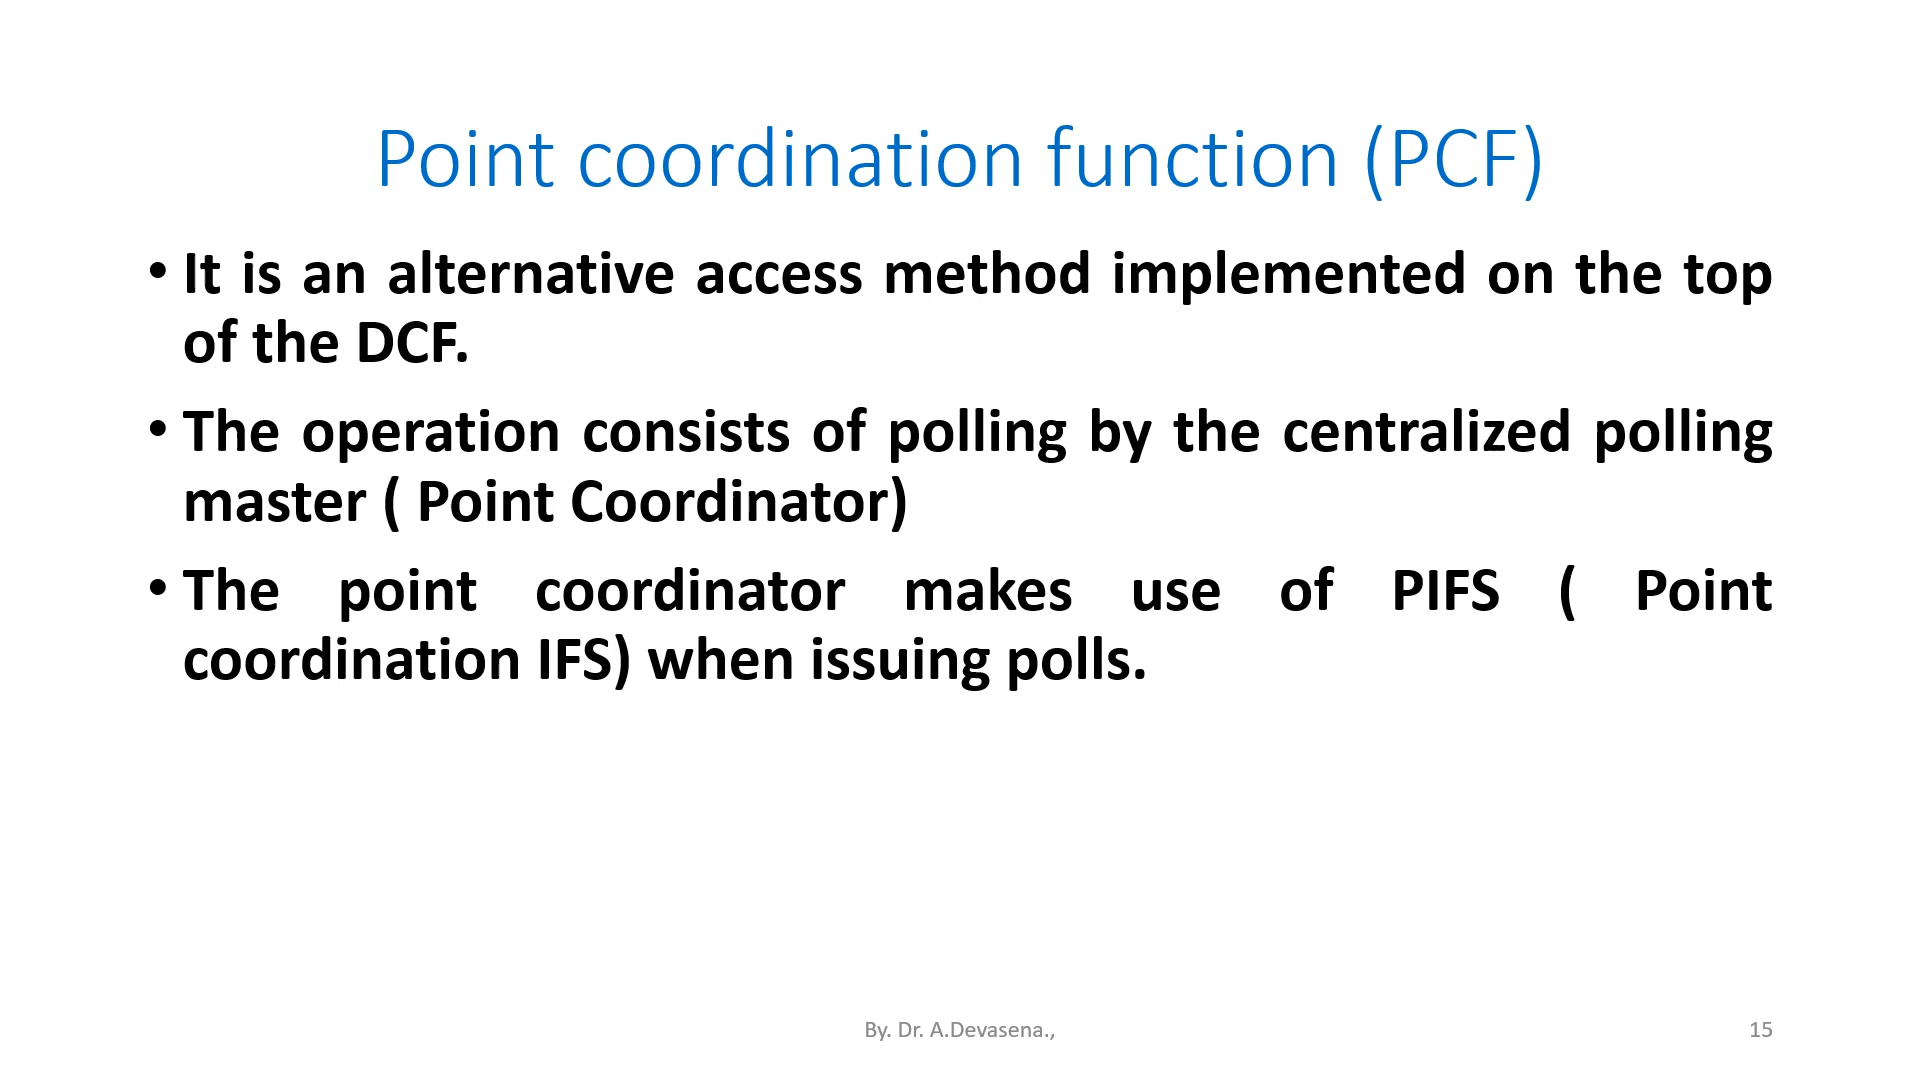 Point coordination function (PCF)
• It is an alternative access method implemented on the top
of the DCF.
• The operation consists of polling by the centralized polling
master ( Point Coordinator)
• The point coordinator makes use of PIFS ( Point
coordination IFS) when issuing polls.
By. Dr. A.Devasena.,
15